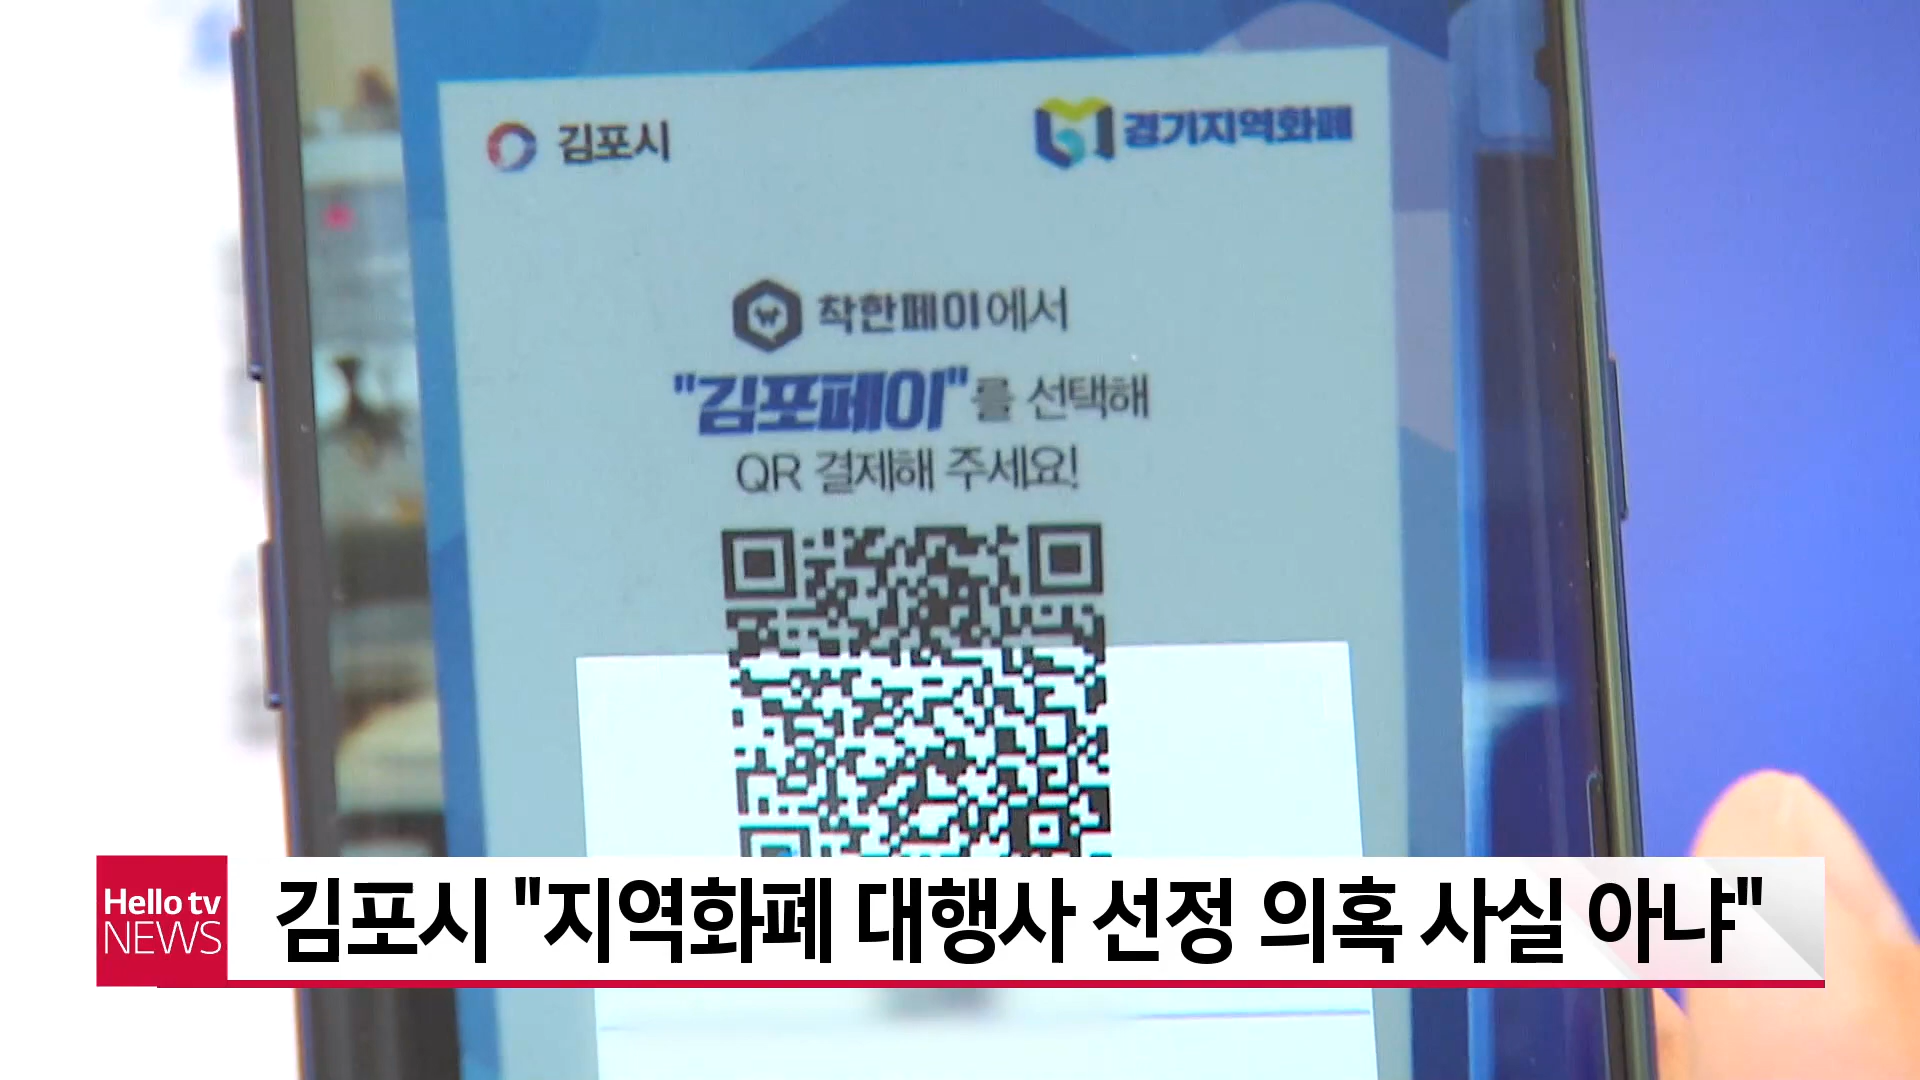 김포시
경기지역화폐
착한페이에서
"김포페이"를 선택해
QR 결제해 주세요!
Hello tv
NEWS
김포시 "지역화폐 대행사 선정 의혹 사실 아냐"